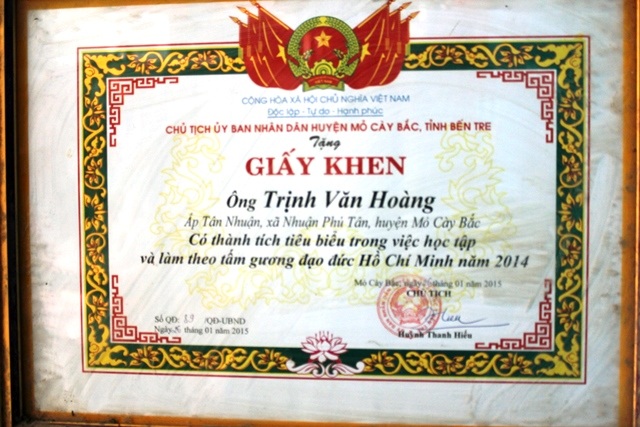 CỘNG HÒA XÃ HỘI CHỦ NGHĨA VIỆT NAM
Độc lập - Tự do - Hạnh phúc
CHỦ TỊCH ỦY BAN NHÂN DÂN HUYỆN MỎ CÀY BẮC, TỈNH BẾN TRE
Tặng
GIẤY KHEN
Ông Trịnh Văn Hoàng
Ấp Tân Nhuận, xã Nhuận Phú Tân, huyện Mỏ Cày Bắc
Có thành tích tiêu biểu trong việc học tập
và làm theo tấm gương đạo đức Hồ Chí Minh năm 2014
Mỏ Cày Bắc, ngày 01 năm 2015
CHỦ TỊCH
Số QĐ: /QĐ-UBND
Ngày tháng 01 năm 2015
Huỳnh Thanh Hiếu